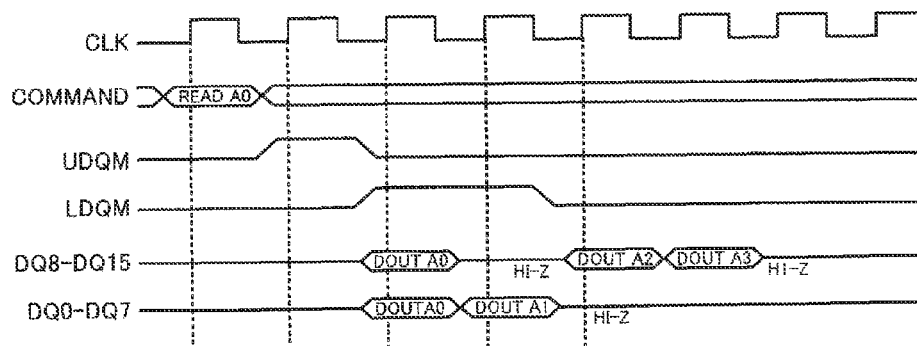 CLK
COMMAND READ A0
UDQM
LDQM
DQ8-DQ15 DOUT A0 HI-Z DOUT A2 DOUT A3 HI-Z
DQ0-DQ7 DOUTA0 DOUT A1 HI-Z